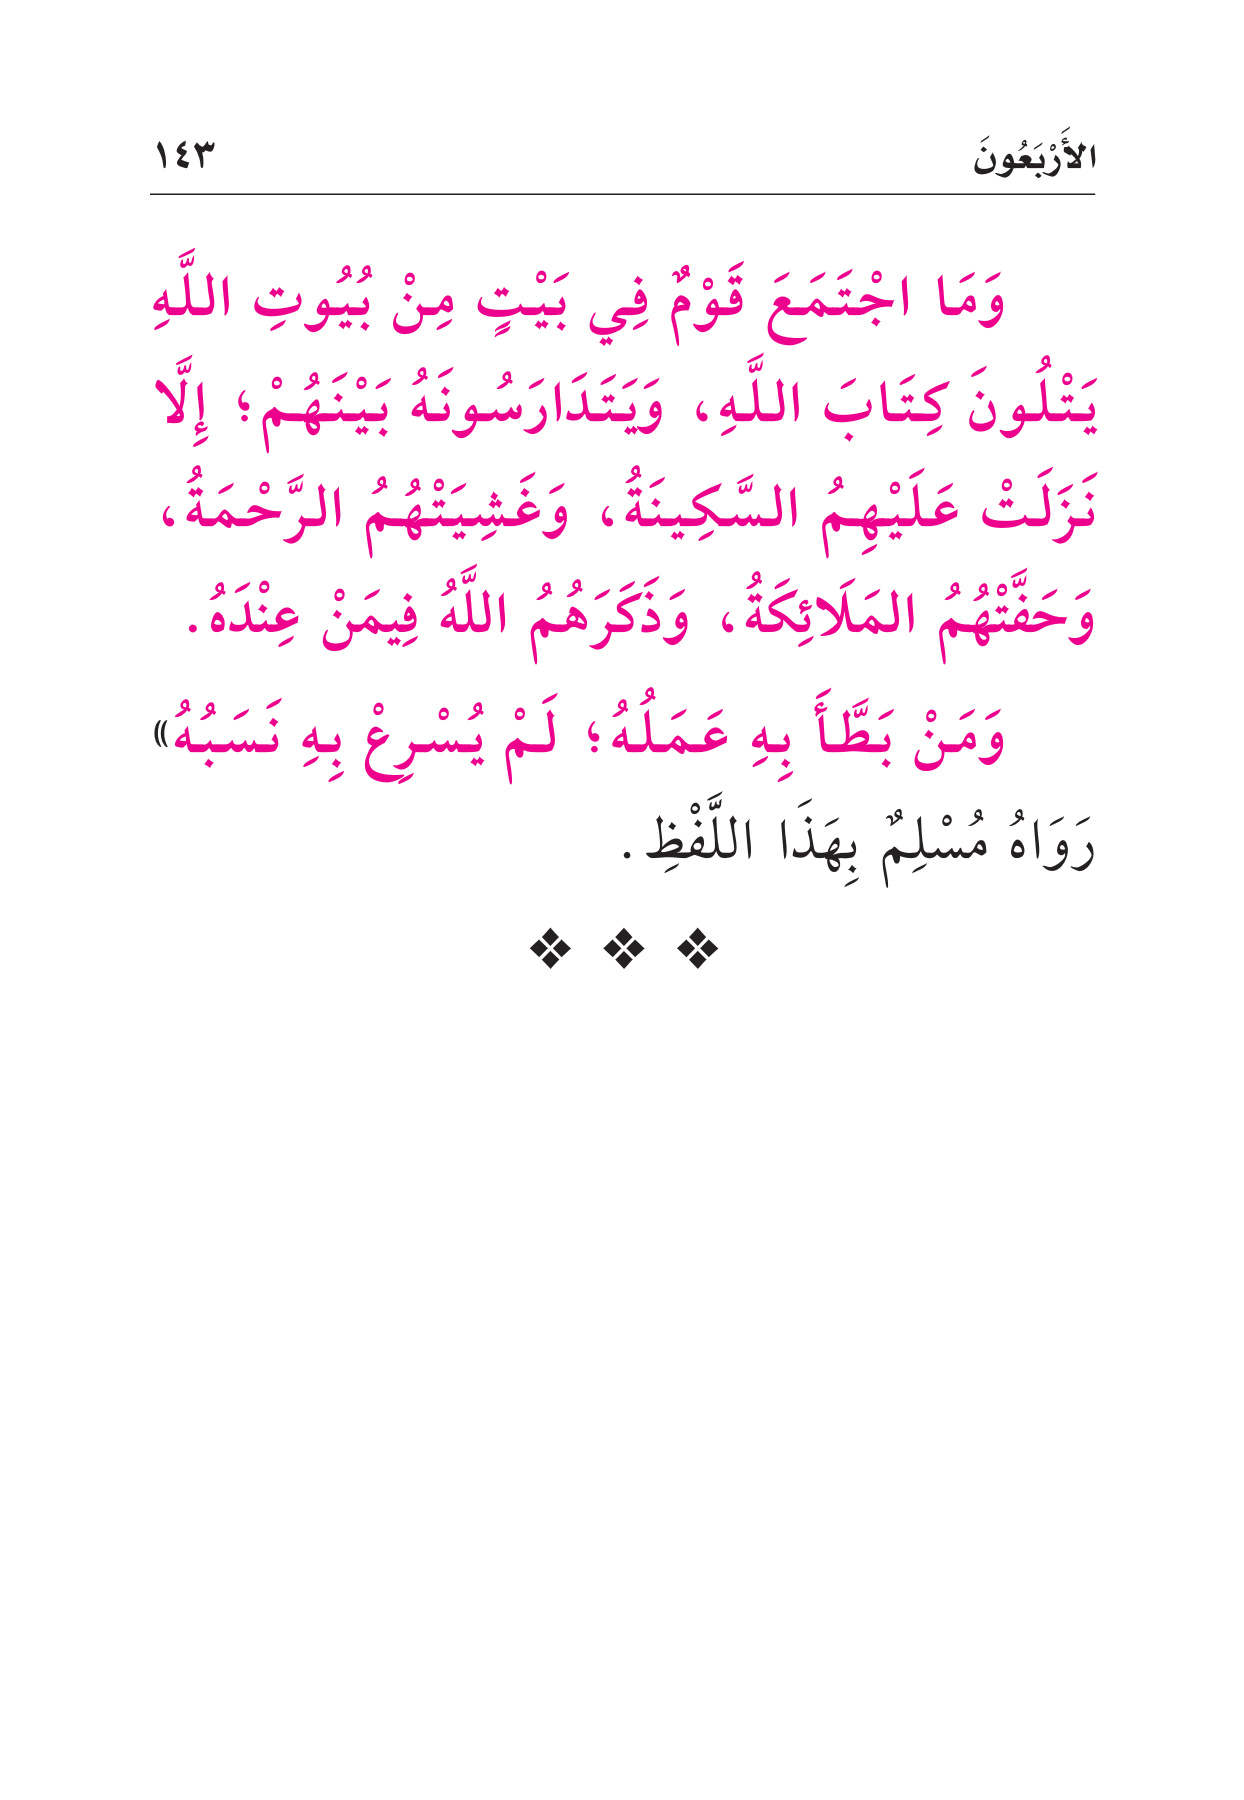 الأَرْبَعُونَ ١٤٣
وَمَا اجْتَمَعَ قَوْمٌ فِي بَيْتٍ مِنْ بُيُوتِ اللَّهِ
يَتْلُونَ كِتَابَ اللَّهِ، وَيَتَدَارَسُونَهُ بَيْنَهُمْ؛ إِلَّا
نَزَلَتْ عَلَيْهِمُ السَّكِينَةُ، وَغَشِيَتْهُمُ الرَّحْمَةُ،
وَحَفَّتْهُمُ المَلَائِكَةُ، وَذَكَرَهُمُ اللَّهُ فِيمَنْ عِنْدَهُ.
وَمَنْ بَطَّأَ بِهِ عَمَلُهُ؛ لَمْ يُسْرِعْ بِهِ نَسَبُهُ»
رَوَاهُ مُسْلِمٌ بِهَذَا اللَّفْظِ.
❖ ❖ ❖